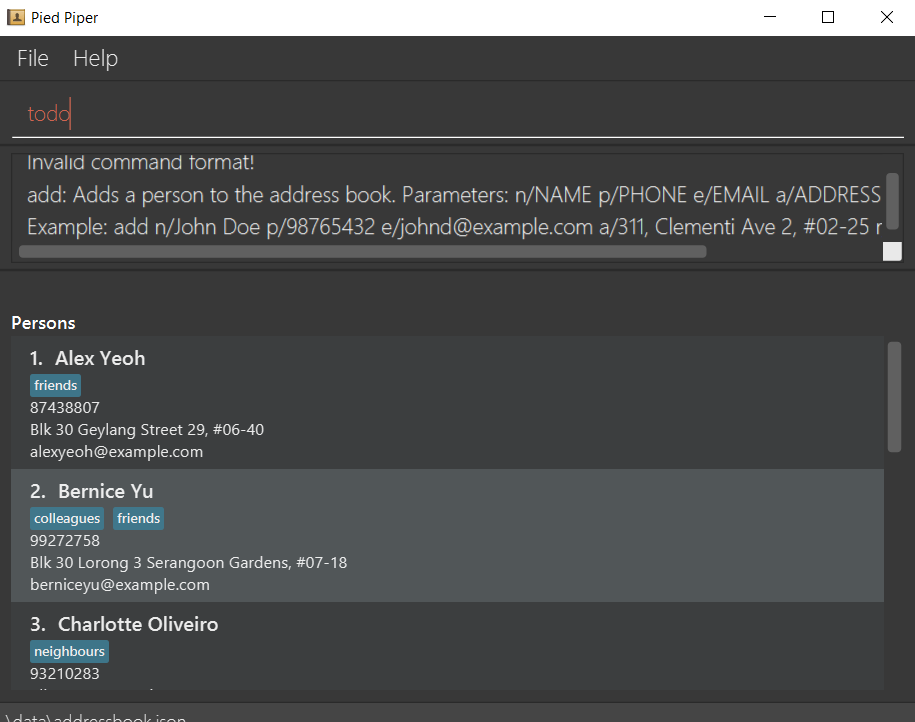 Pied Piper
File Help
todo
Invalid command format!
add: Adds a person to the address book. Parameters: n/NAME p/PHONE e/EMAIL a/ADDRESS
Example: add n/John Doe p/98765432 e/johnd@example.com a/311, Clementi Ave 2, #02-25
Persons
1. Alex Yeoh
friends
87438807
Blk 30 Geylang Street 29, #06-40
alexyeoh@example.com
2. Bernice Yu
colleagues friends
99272758
Blk 30 Lorong 3 Serangoon Gardens, #07-18
berniceyu@example.com
3. Charlotte Oliveiro
neighbours
93210283
.\data\addressbook.json